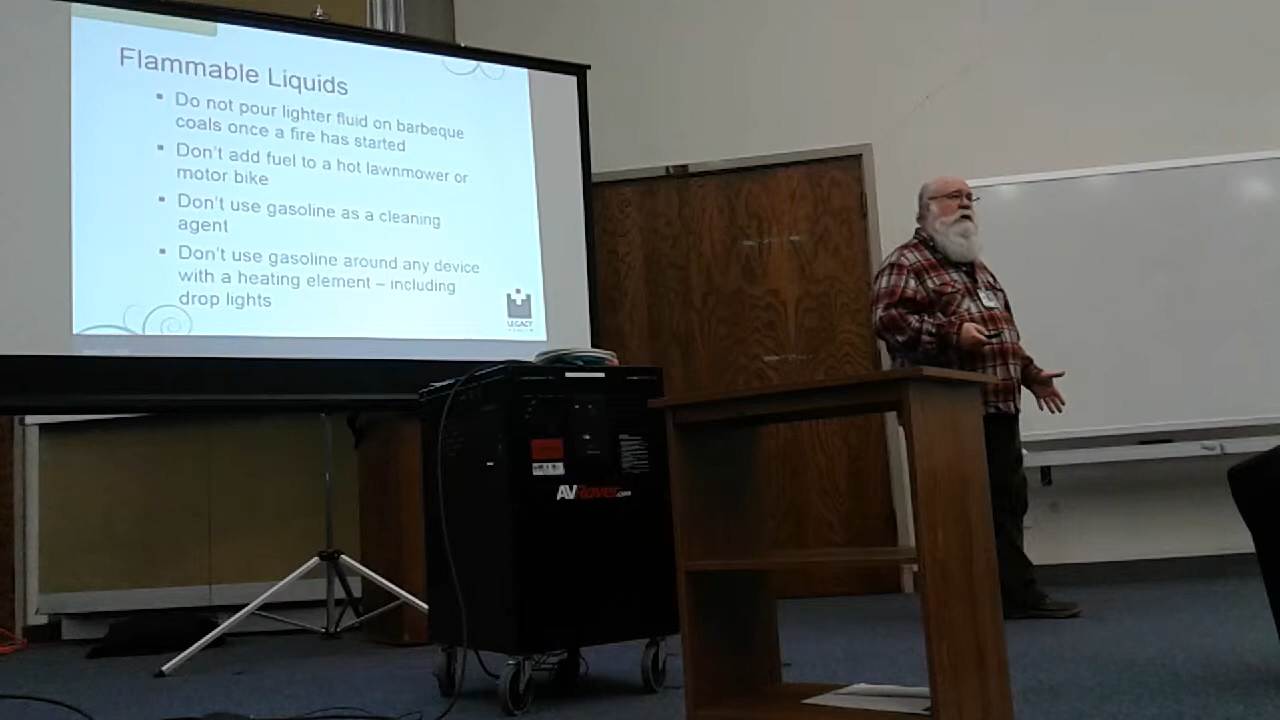 Flammable Liquids
▪ Do not pour lighter fluid on barbeque
coals once a fire has started
▪ Don't add fuel to a hot lawnmower or
motor bike
▪ Don't use gasoline as a cleaning
agent
▪ Don't use gasoline around any device
with a heating element – including
drop lights
LEGACY
AVRover.com